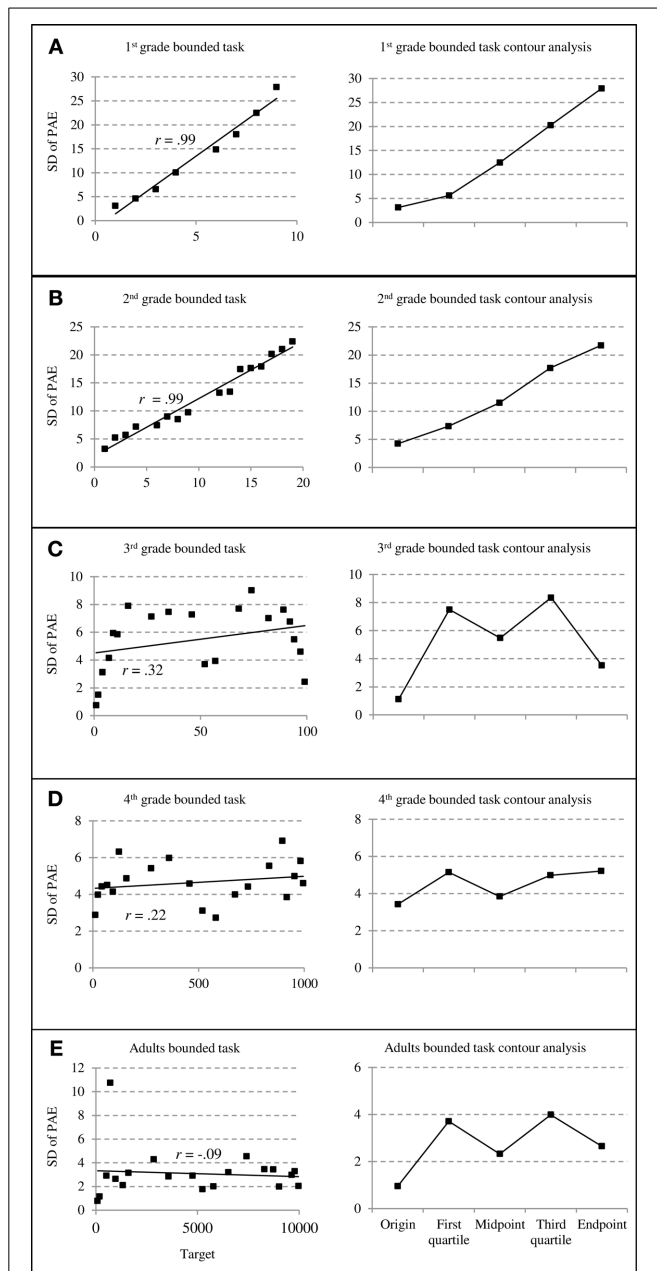 A
1st grade bounded task
1st grade bounded task contour analysis
SD of PAE
30
25
20
15
10
5
0
r = .99
0 5 10
30
25
20
15
10
5
0
B
2nd grade bounded task
2nd grade bounded task contour analysis
SD of PAE
25
20
15
10
5
0
r = .99
0 5 10 15 20
25
20
15
10
5
0
C
3rd grade bounded task
3rd grade bounded task contour analysis
SD of PAE
10
8
6
4
2
0
r = .32
0 50 100
10
8
6
4
2
0
D
4th grade bounded task
4th grade bounded task contour analysis
SD of PAE
8
6
4
2
0
r = .22
0 500 1000
8
6
4
2
0
E
Adults bounded task
Adults bounded task contour analysis
SD of PAE
12
10
8
6
4
2
0
r = -.09
0 5000 10000
Target
6
4
2
0
Origin First Midpoint Third Endpoint
quartile quartile